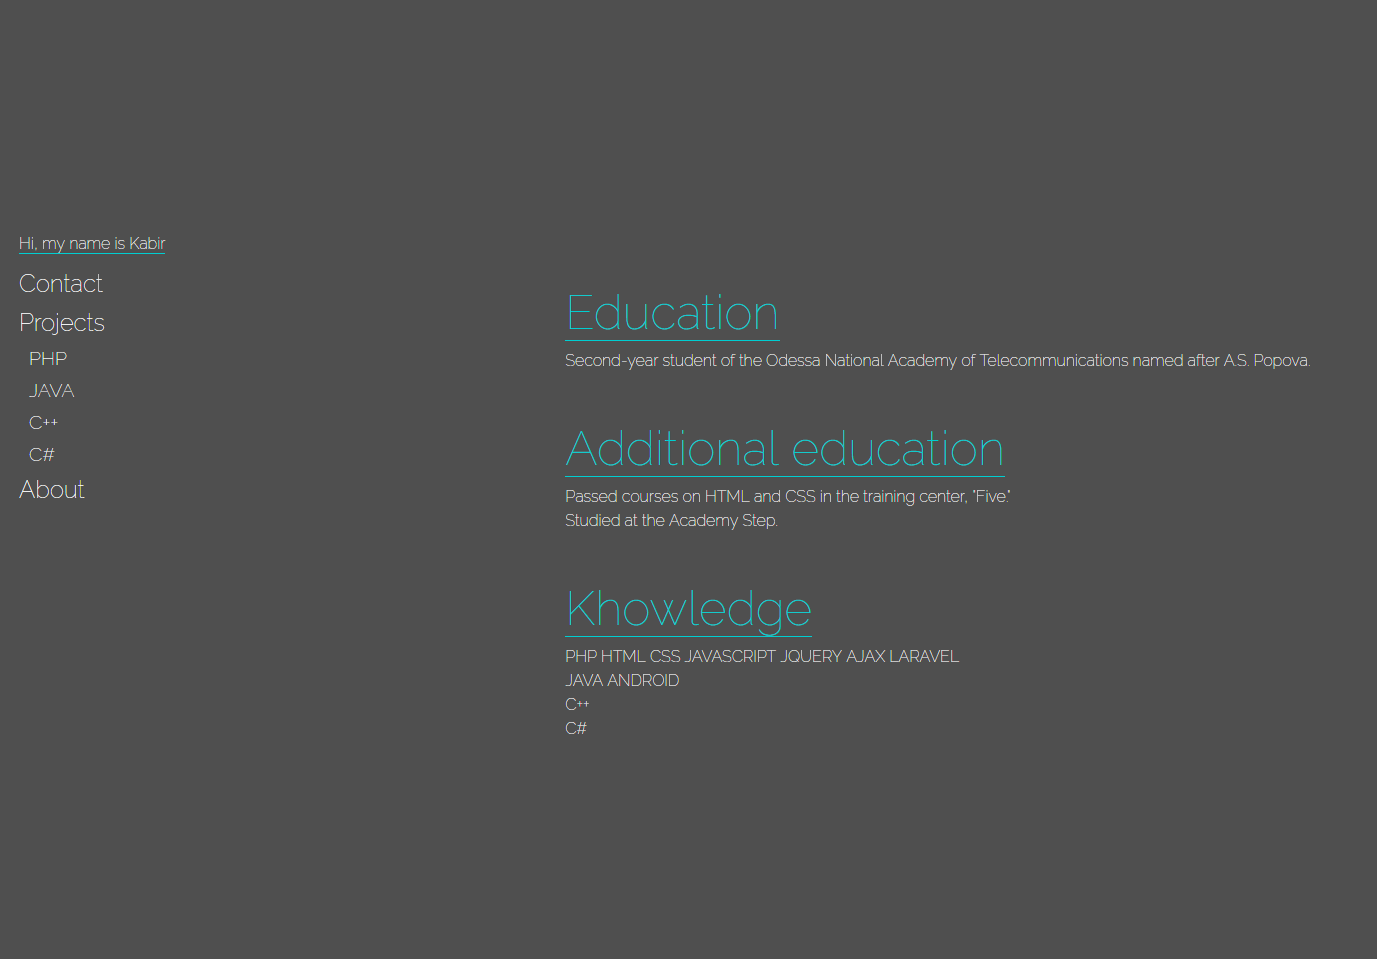 Hi, my name is Kabir
Contact
Projects
PHP
JAVA
C++
C#
About
Education
Second-year student of the Odessa National Academy of Telecommunications named after A.S. Popova.
Additional education
Passed courses on HTML and CSS in the training center, "Five."
Studied at the Academy Step.
Khowledge
PHP HTML CSS JAVASCRIPT JQUERY AJAX LARAVEL
JAVA ANDROID
C++
C#